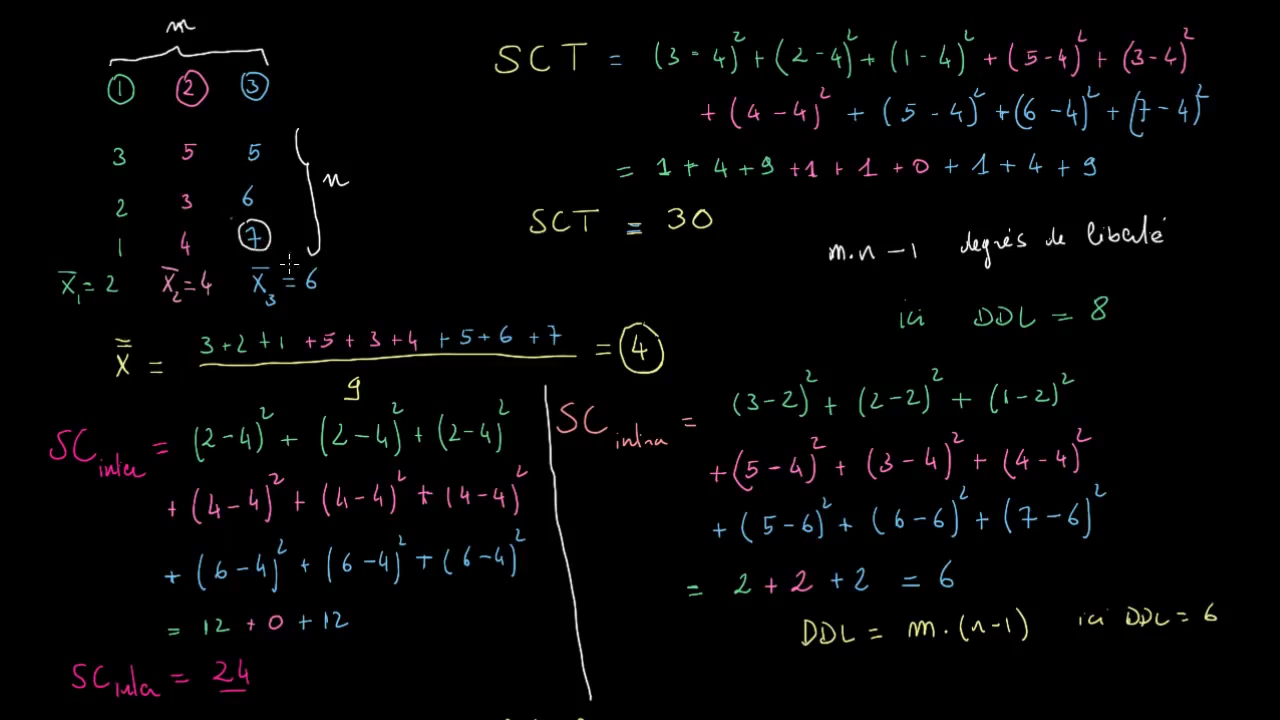 m
① ② ③
3 5 5
2 3 6
1 4 7
n
X̄₁ = 2 X̄₂ = 4 X̄₃ = 6
X̿ = (3+2+1+5+3+4+5+6+7) / 9 = 4
SCT = (3-4)² + (2-4)² + (1-4)² + (5-4)² + (3-4)²
+ (4-4)² + (5-4)² + (6-4)² + (7-4)²
= 1 + 4 + 9 + 1 + 1 + 0 + 1 + 4 + 9
SCT = 30
m.n - 1 degrés de liberté
ici DDL = 8
SC inter = (2-4)² + (2-4)² + (2-4)²
+ (4-4)² + (4-4)² + (4-4)²
+ (6-4)² + (6-4)² + (6-4)²
= 12 + 0 + 12
SC inter = 24
SC intra = (3-2)² + (2-2)² + (1-2)²
+ (5-4)² + (3-4)² + (4-4)²
+ (5-6)² + (6-6)² + (7-6)²
= 2 + 2 + 2 = 6
DDL = m.(n-1) ici DDL = 6